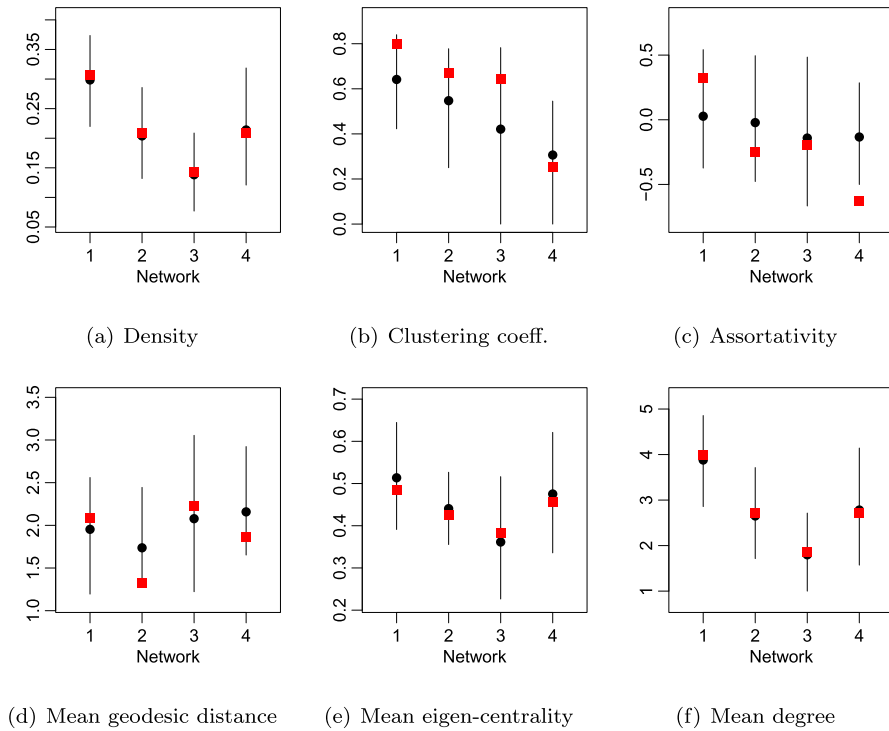 0.05 0.15 0.25 0.35
1 2 3 4
Network
(a) Density
0.0 0.2 0.4 0.6 0.8
1 2 3 4
Network
(b) Clustering coeff.
−0.5 0.0 0.5
1 2 3 4
Network
(c) Assortativity
1.0 1.5 2.0 2.5 3.0 3.5
1 2 3 4
Network
(d) Mean geodesic distance
0.2 0.3 0.4 0.5 0.6 0.7
1 2 3 4
Network
(e) Mean eigen-centrality
1 2 3 4 5
1 2 3 4
Network
(f) Mean degree